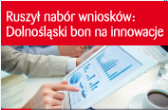 Ruszył nabór wniosków:
Dolnośląski bon na innowacje